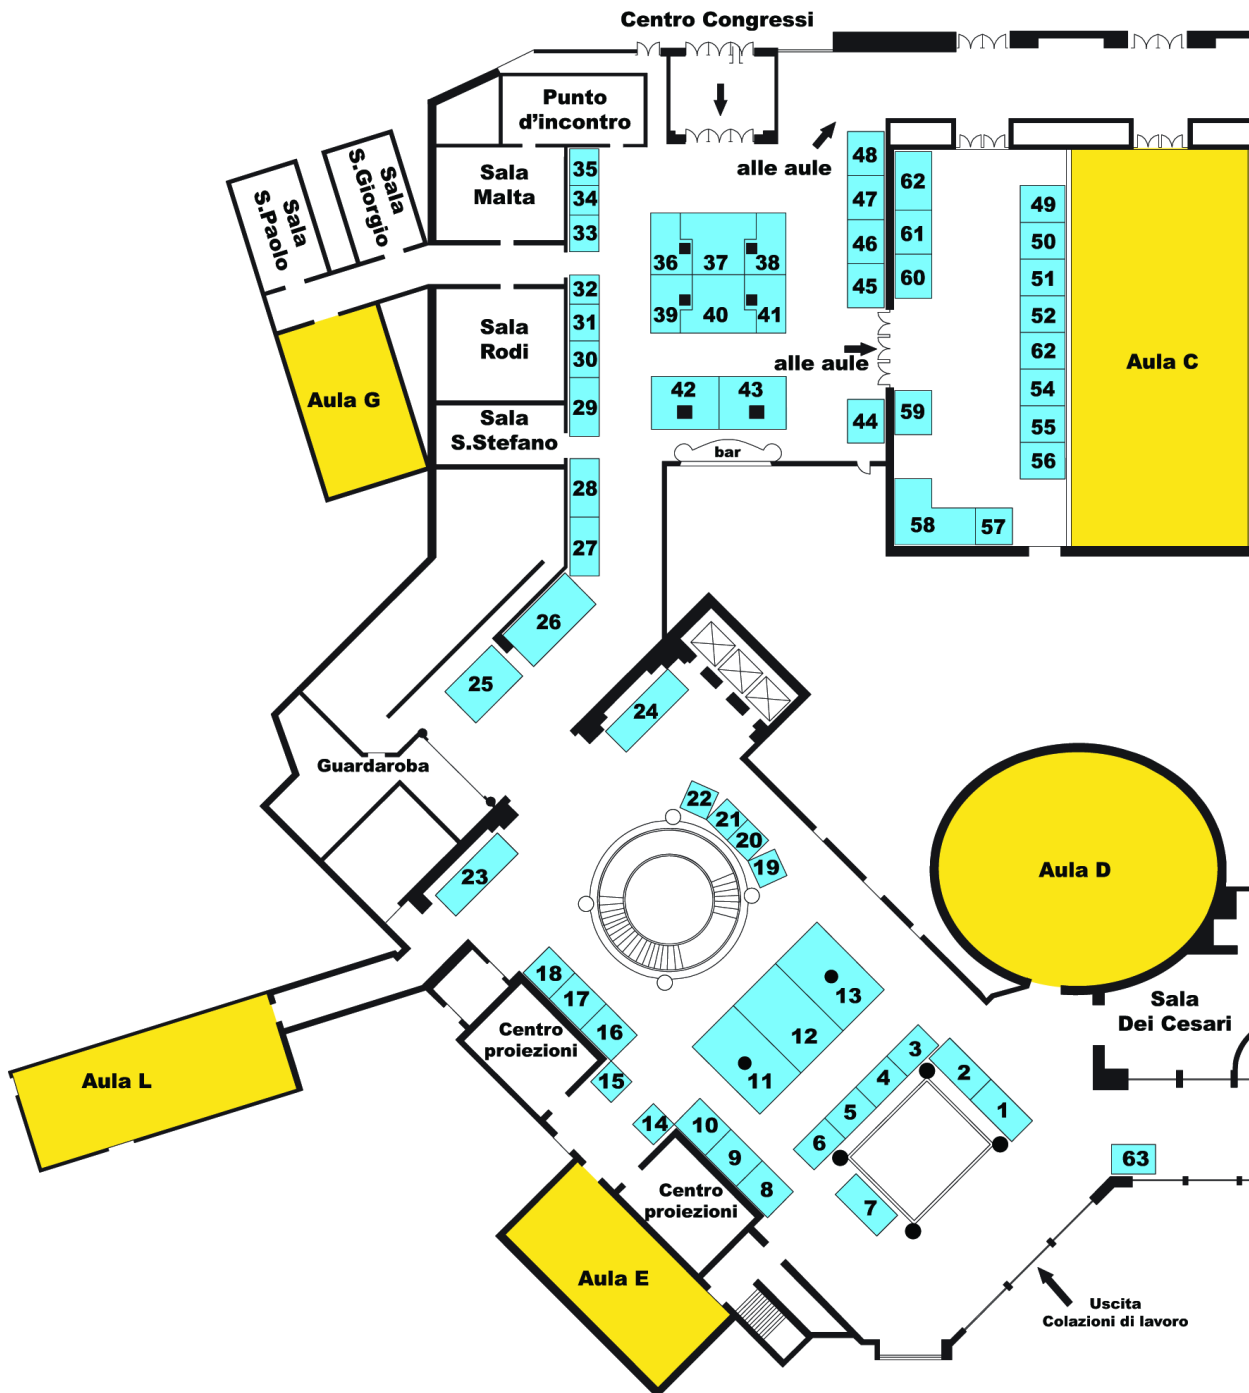 Centro Congressi
Punto
d'incontro
alle aule
Sala
Malta
Sala
S.Giorgio
Sala
S.Paolo
35
34
33
48
47
46
45
62
61
60
49
50
51
52
62
54
55
56
36
37
38
39
40
41
32
31
30
29
Sala
Rodi
alle aule
Aula C
Aula G
Sala
S.Stefano
42
43
44
59
bar
28
27
58
57
26
25
24
Guardaroba
23
22
21
20
19
Aula D
18
17
16
15
Centro
proiezioni
13
12
11
Sala
Dei Cesari
Aula L
3
4
5
6
2
1
14
10
9
8
7
63
Centro
proiezioni
Aula E
Uscita
Colazioni di lavoro